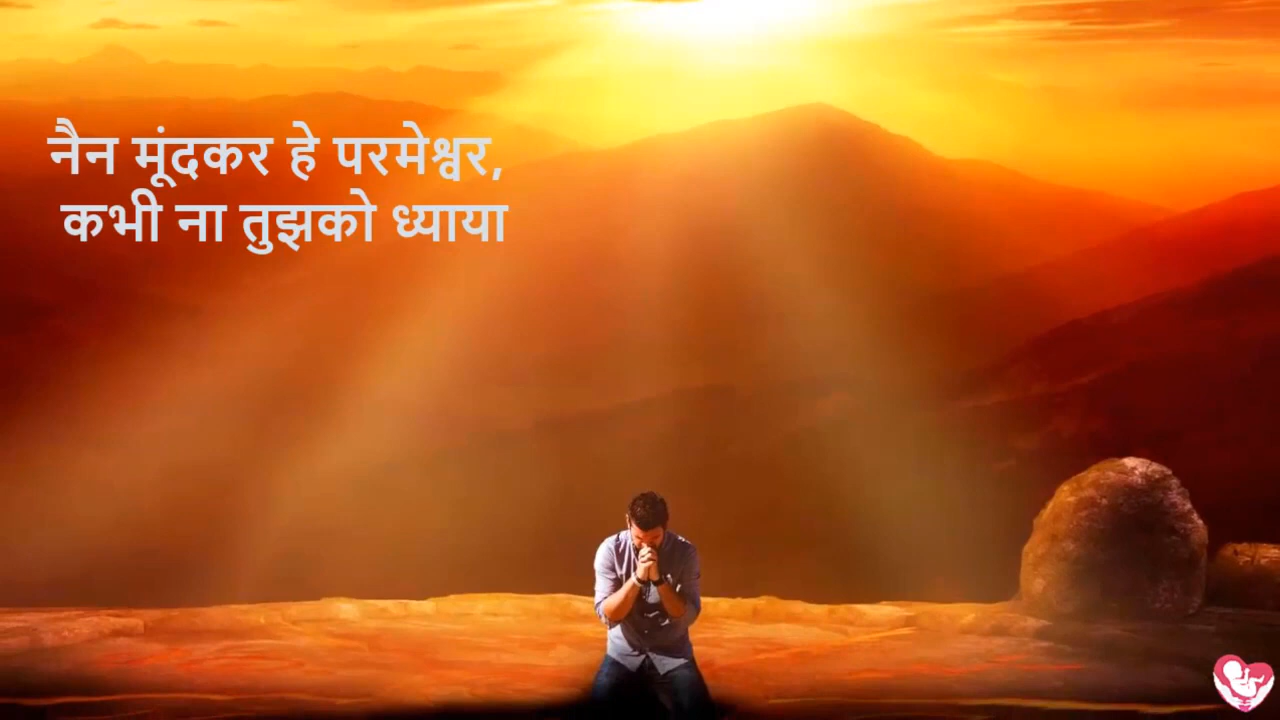 नैन मूंदकर हे परमेश्वर,
कभी ना तुझको ध्याया